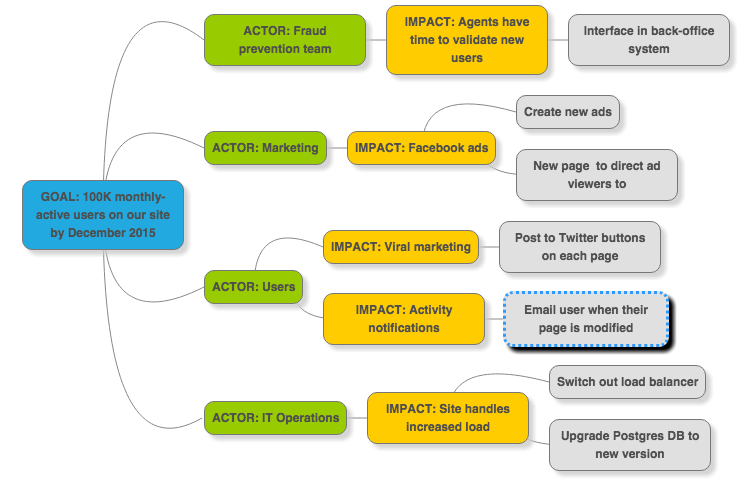 ACTOR: Fraud
prevention team
IMPACT: Agents have
time to validate new
users
Interface in back-office
system
Create new ads
ACTOR: Marketing
IMPACT: Facebook ads
New page to direct ad
viewers to
GOAL: 100K monthly-
active users on our site
by December 2015
IMPACT: Viral marketing
Post to Twitter buttons
on each page
ACTOR: Users
IMPACT: Activity
notifications
Email user when their
page is modified
Switch out load balancer
ACTOR: IT Operations
IMPACT: Site handles
increased load
Upgrade Postgres DB to
new version